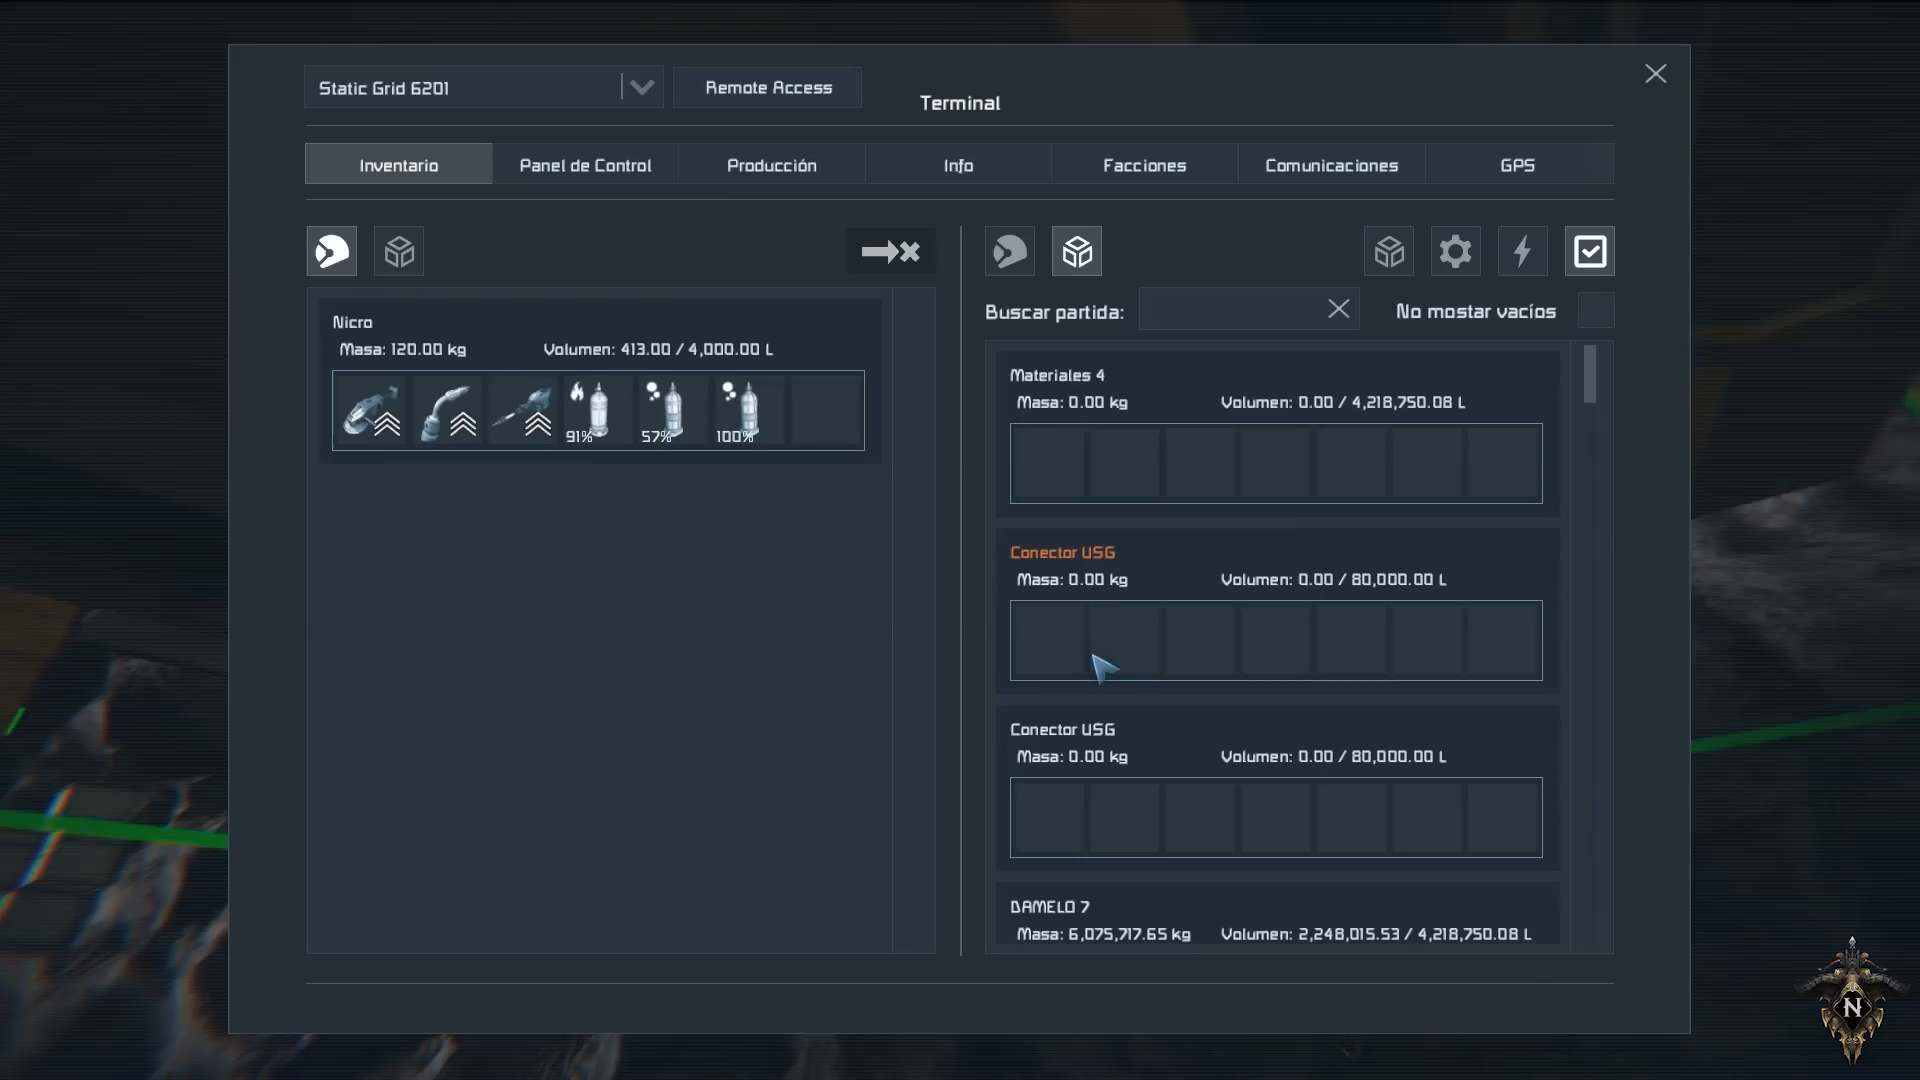 Static Grid 6201
Remote Access
Terminal
Inventario
Panel de Control
Producción
Info
Facciones
Comunicaciones
GPS
Nicro
Masa: 120.00 kg
Volumen: 413.00 / 4,000.00 L
91%
57%
100%
Buscar partida:
No mostar vacíos
Materiales 4
Masa: 0.00 kg
Volumen: 0.00 / 4,218,750.08 L
Conector USG
Masa: 0.00 kg
Volumen: 0.00 / 80,000.00 L
Conector USG
Masa: 0.00 kg
Volumen: 0.00 / 80,000.00 L
DAMELO 7
Masa: 6,075,717.65 kg
Volumen: 2,248,015.53 / 4,218,750.08 L
N